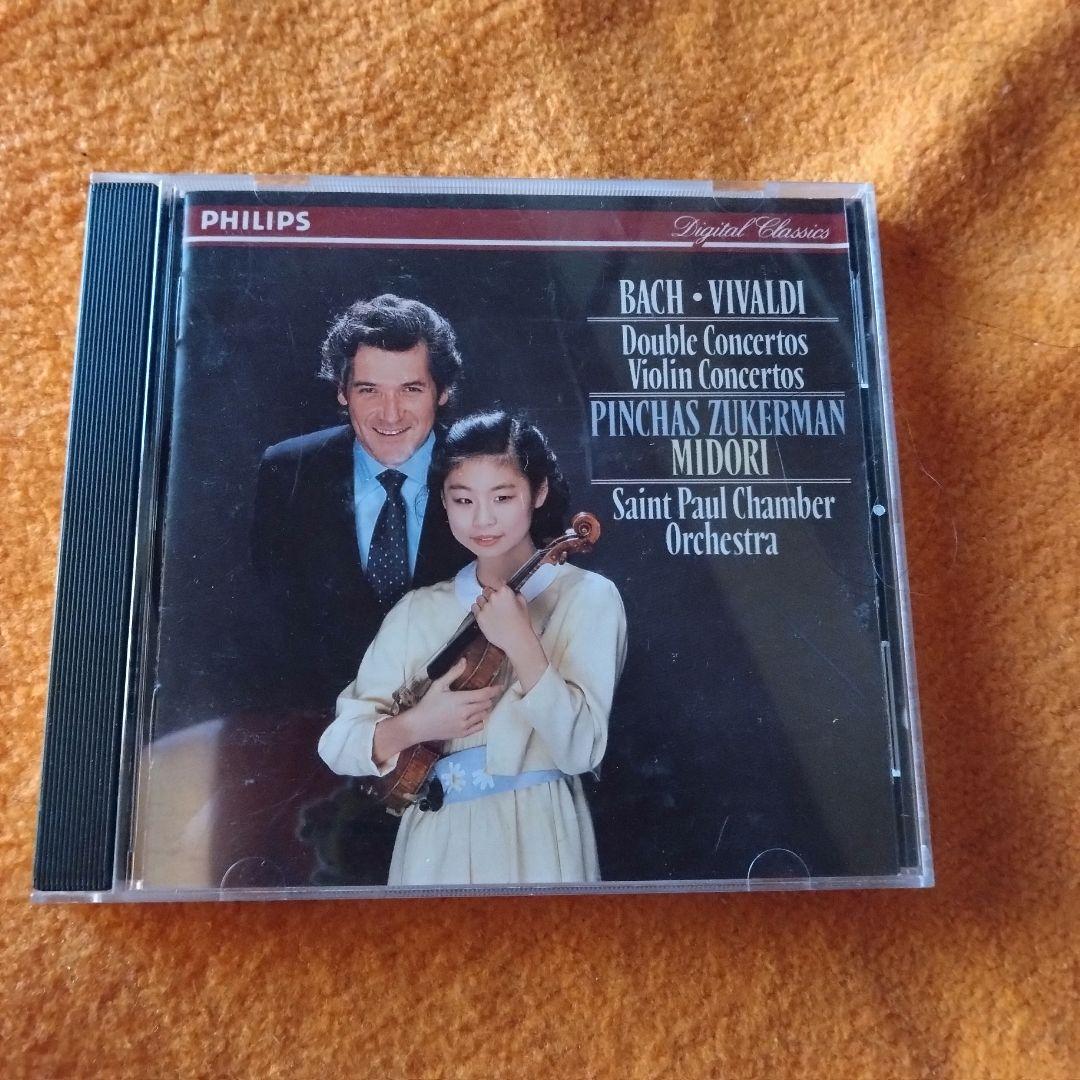 PHILIPS
Digital Classics
BACH • VIVALDI
Double Concertos
Violin Concertos
PINCHAS ZUKERMAN
MIDORI
Saint Paul Chamber
Orchestra